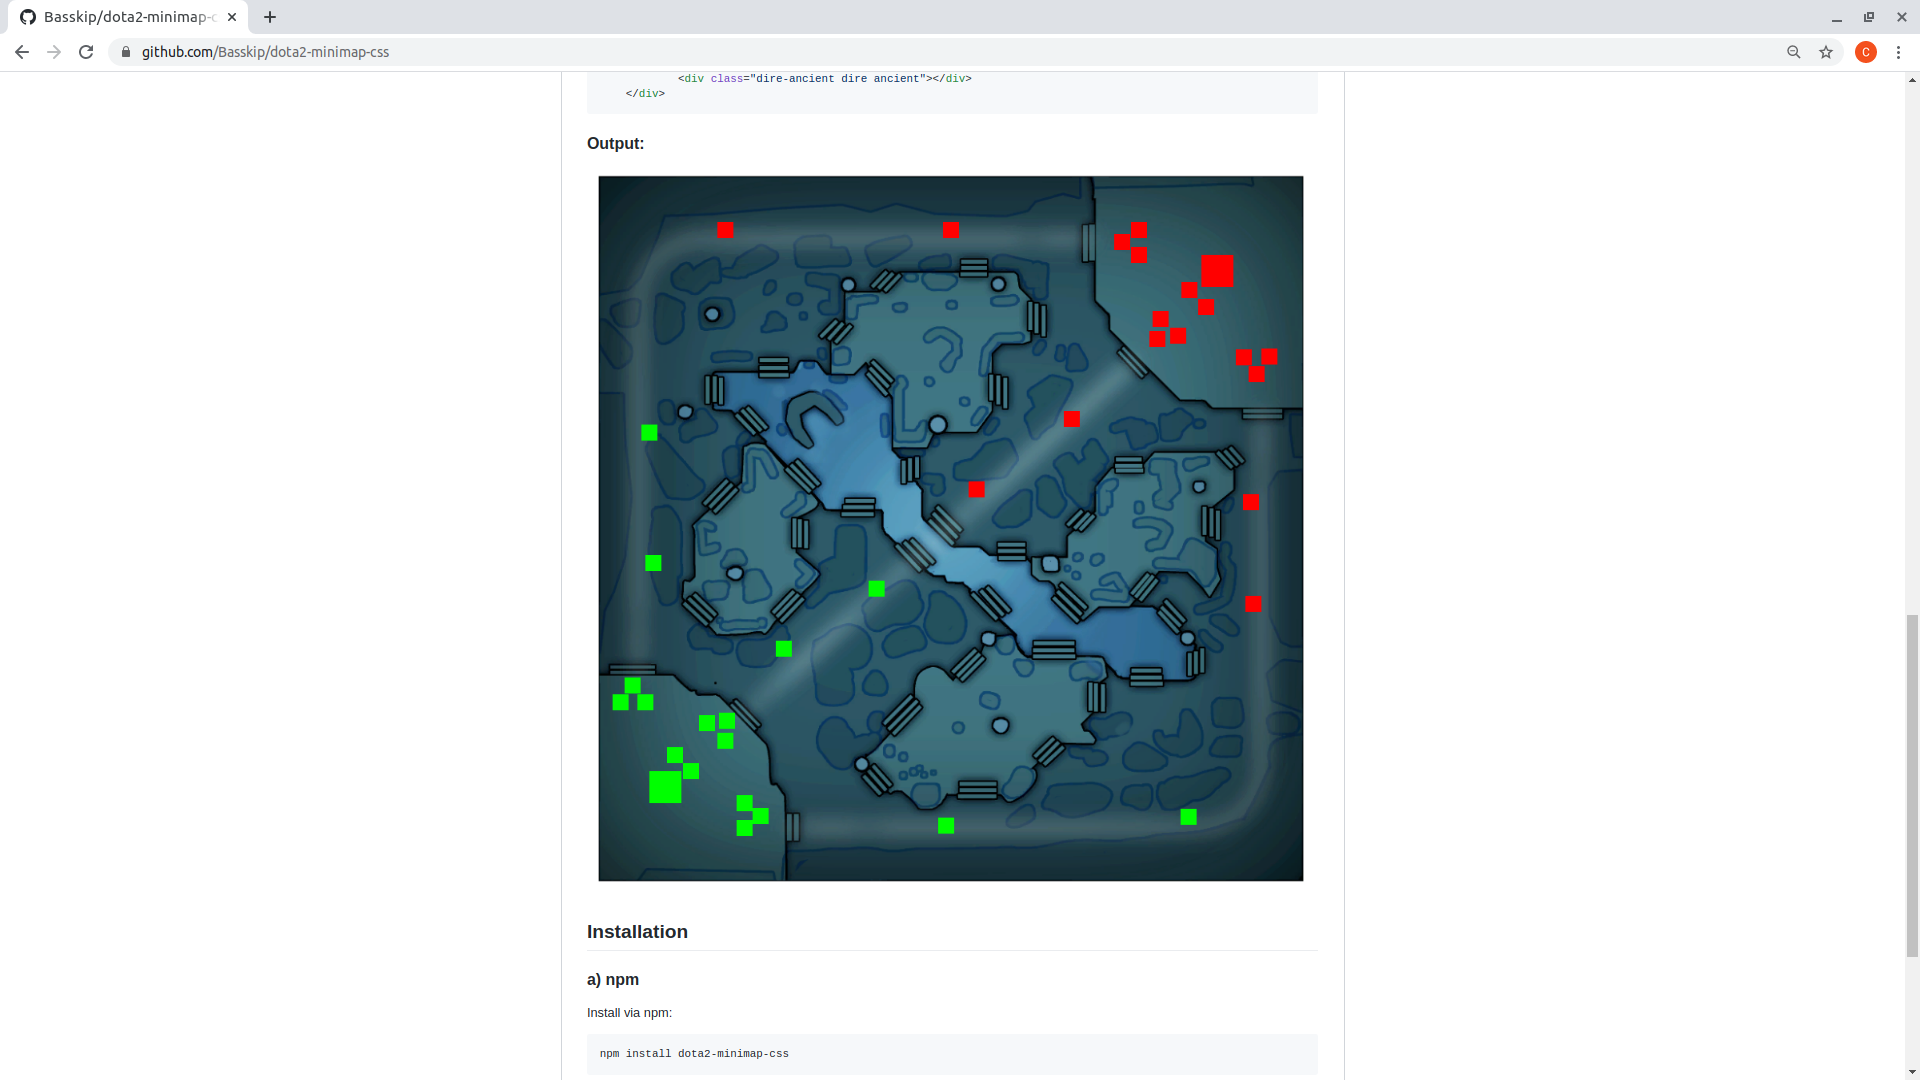 Basskip/dota2-minimap-c
github.com/Basskip/dota2-minimap-css
C
<div class="dire-ancient dire ancient"></div>
</div>
Output:
Installation
a) npm
Install via npm:
npm install dota2-minimap-css